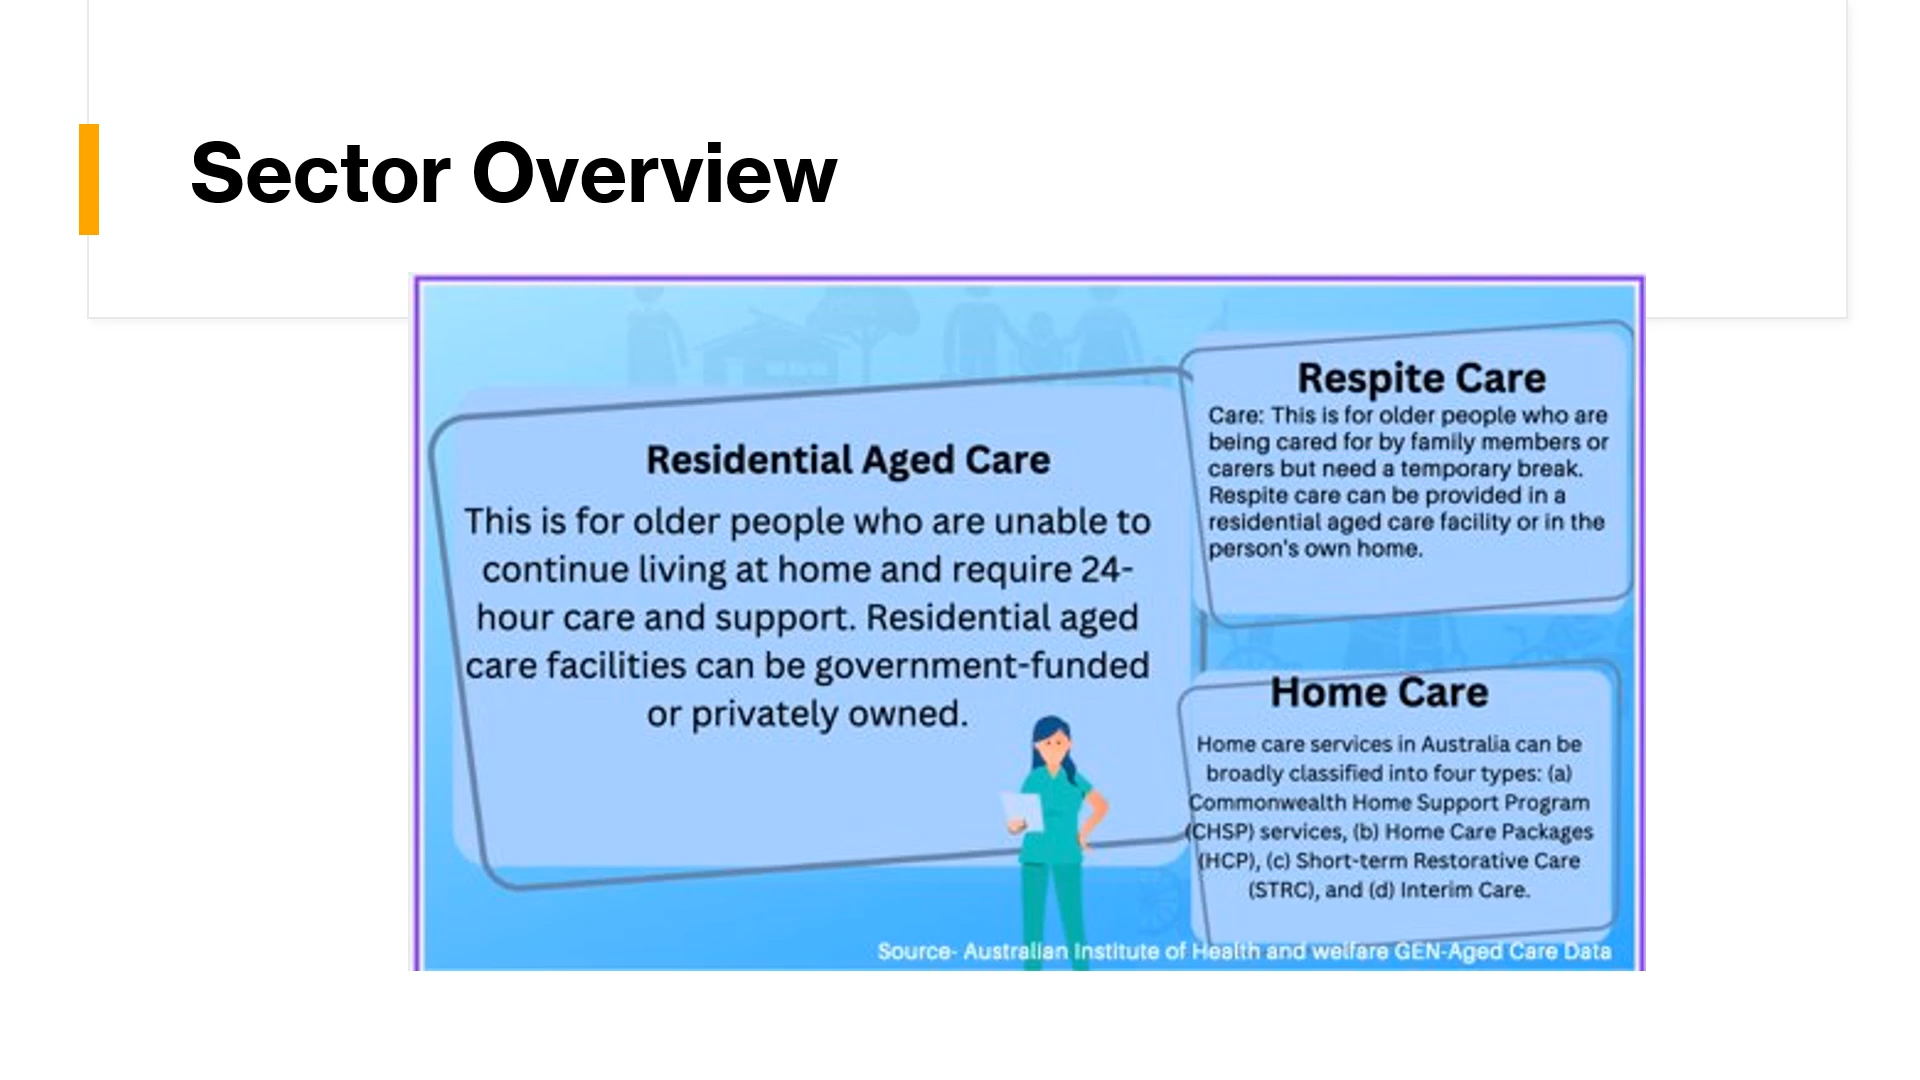 Sector Overview
Residential Aged Care
This is for older people who are unable to
continue living at home and require 24-
hour care and support. Residential aged
care facilities can be government-funded
or privately owned.
Respite Care
Care: This is for older people who are
being cared for by family members or
carers but need a temporary break.
Respite care can be provided in a
residential aged care facility or in the
person's own home.
Home Care
Home care services in Australia can be
broadly classified into four types: (a)
Commonwealth Home Support Program
(CHSP) services, (b) Home Care Packages
(HCP), (c) Short-term Restorative Care
(STRC), and (d) Interim Care.
Source- Australian Institute of Health and welfare GEN-Aged Care Data